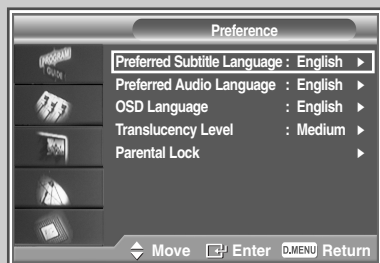 Preference
PROGRAM
GUIDE
Preferred Subtitle Language : English
Preferred Audio Language : English
OSD Language : English
Translucency Level : Medium
Parental Lock
Move Enter D.MENU Return